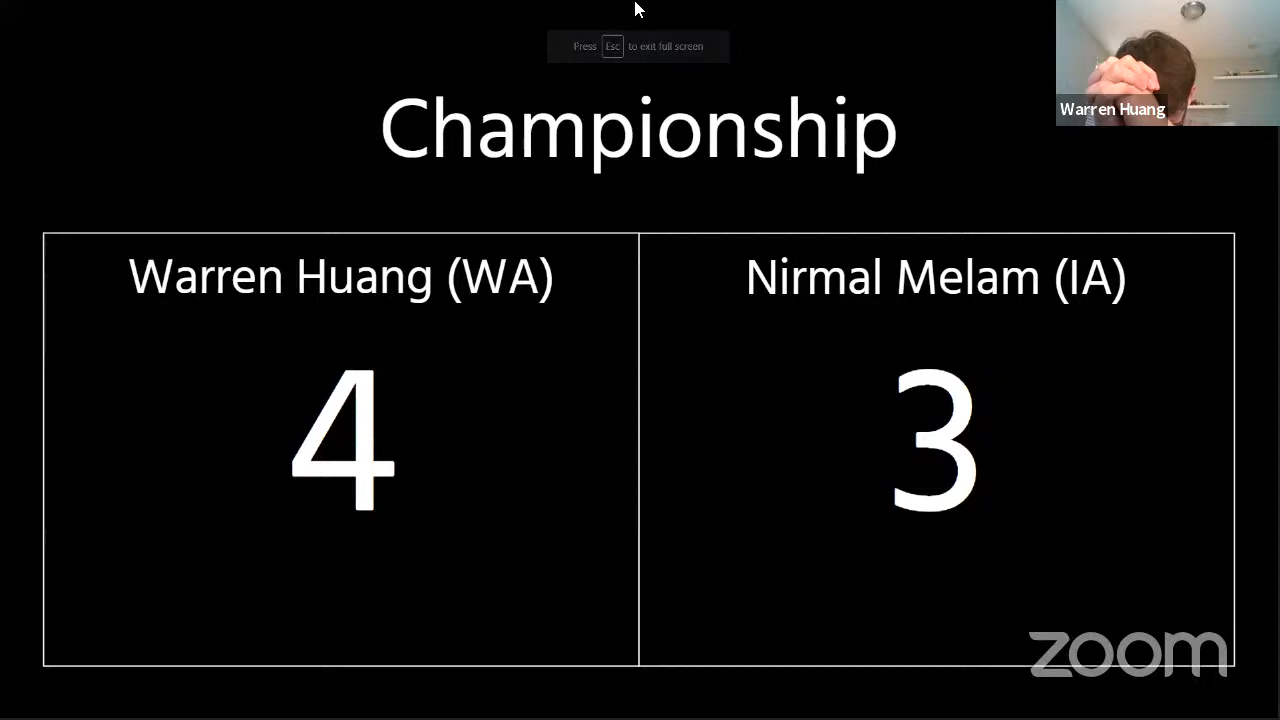 Press Esc to exit full screen
Warren Huang
Championship
Warren Huang (WA)
Nirmal Melam (IA)
4
3
zoom